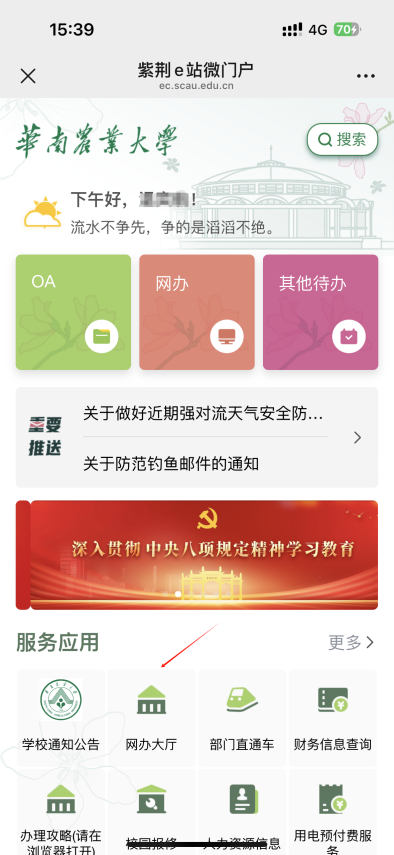 15:39
4G
70
紫荆e站微门户
ec.scau.edu.cn
華南農業大學
搜索
下午好，
！
流水不争先，争的是滔滔不绝。
OA
网办
其他待办
重要
推送
关于做好近期强对流天气安全防...
关于防范钓鱼邮件的通知
深入贯彻中央八项规定精神学习教育
服务应用
更多
学校通知公告
网办大厅
部门直通车
财务信息查询
办理攻略(请在
浏览器打开)
校园报修
人力资源信息
用电预付费服
务